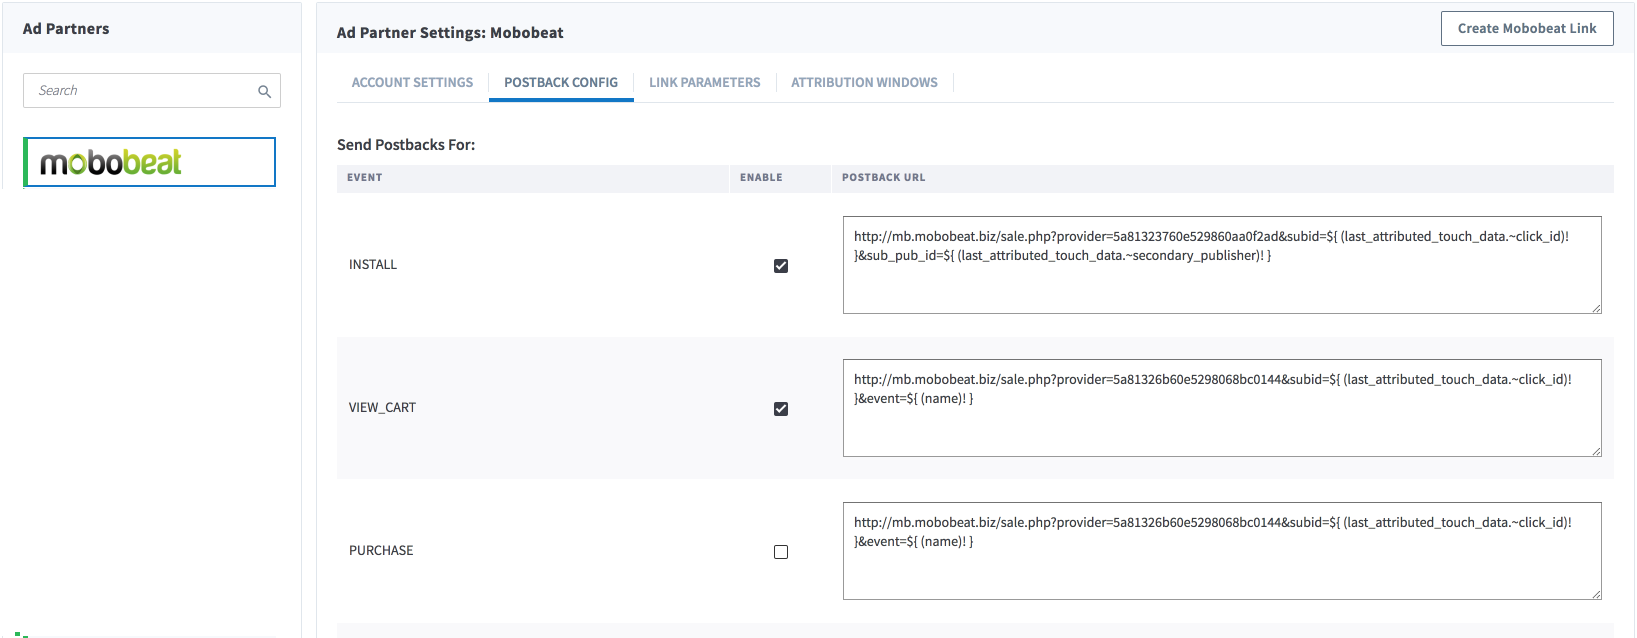 Ad Partners
Search
mobobeat
Ad Partner Settings: Mobobeat
Create Mobobeat Link
ACCOUNT SETTINGS
POSTBACK CONFIG
LINK PARAMETERS
ATTRIBUTION WINDOWS
Send Postbacks For:
EVENT
ENABLE
POSTBACK URL
INSTALL
http://mb.mobobeat.biz/sale.php?provider=5a81323760e529860aa0f2ad&subid=${ (last_attributed_touch_data.~click_id)!
}&sub_pub_id=${ (last_attributed_touch_data.~secondary_publisher)! }
VIEW_CART
http://mb.mobobeat.biz/sale.php?provider=5a81326b60e5298068bc0144&subid=${ (last_attributed_touch_data.~click_id)!
}&event=${ (name)! }
PURCHASE
http://mb.mobobeat.biz/sale.php?provider=5a81326b60e5298068bc0144&subid=${ (last_attributed_touch_data.~click_id)!
}&event=${ (name)! }